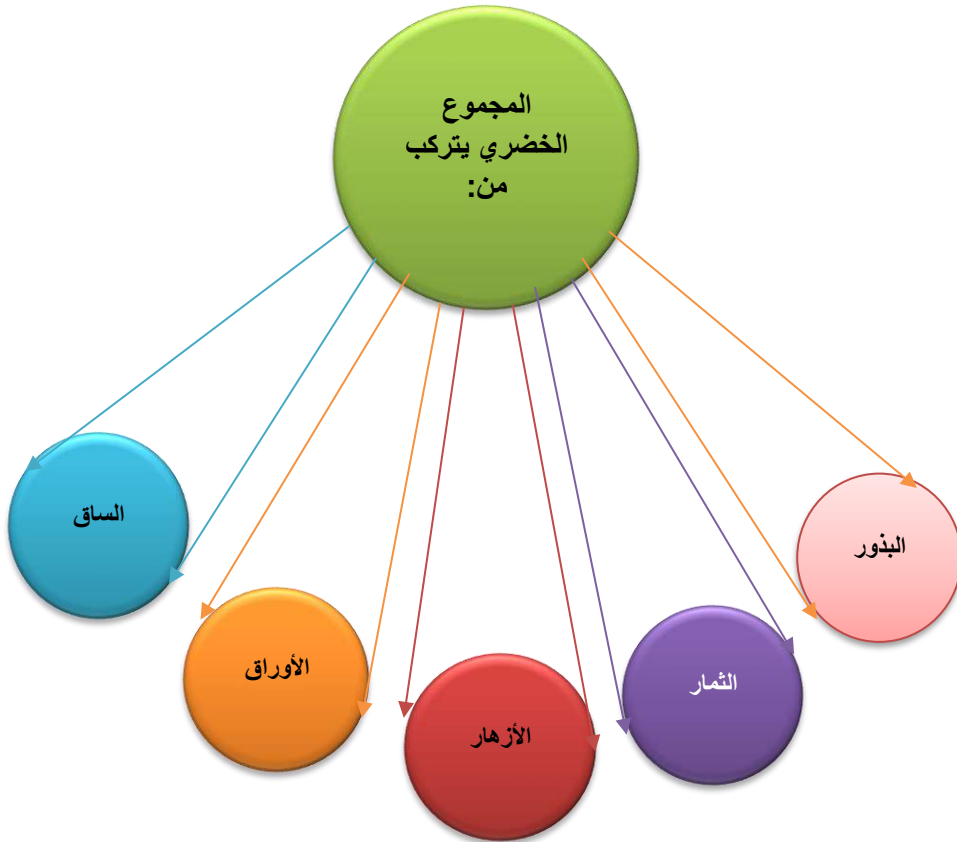 المجموع
الخضري يتركب
من:
البذور
الساق
الثمار
الأوراق
الأزهار